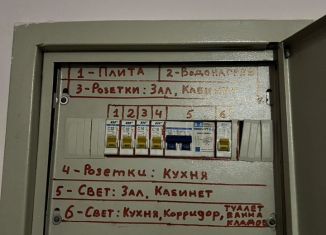 1 - Плита 2 - Водонагрев
3 - Розетки: Зал, Кабинет
1 2 3 4 5 6
4 - Розетки: Кухня
5 - Свет: Зал, Кабинет
6 - Свет: Кухня, Корридор, туалет
ванна
кладов